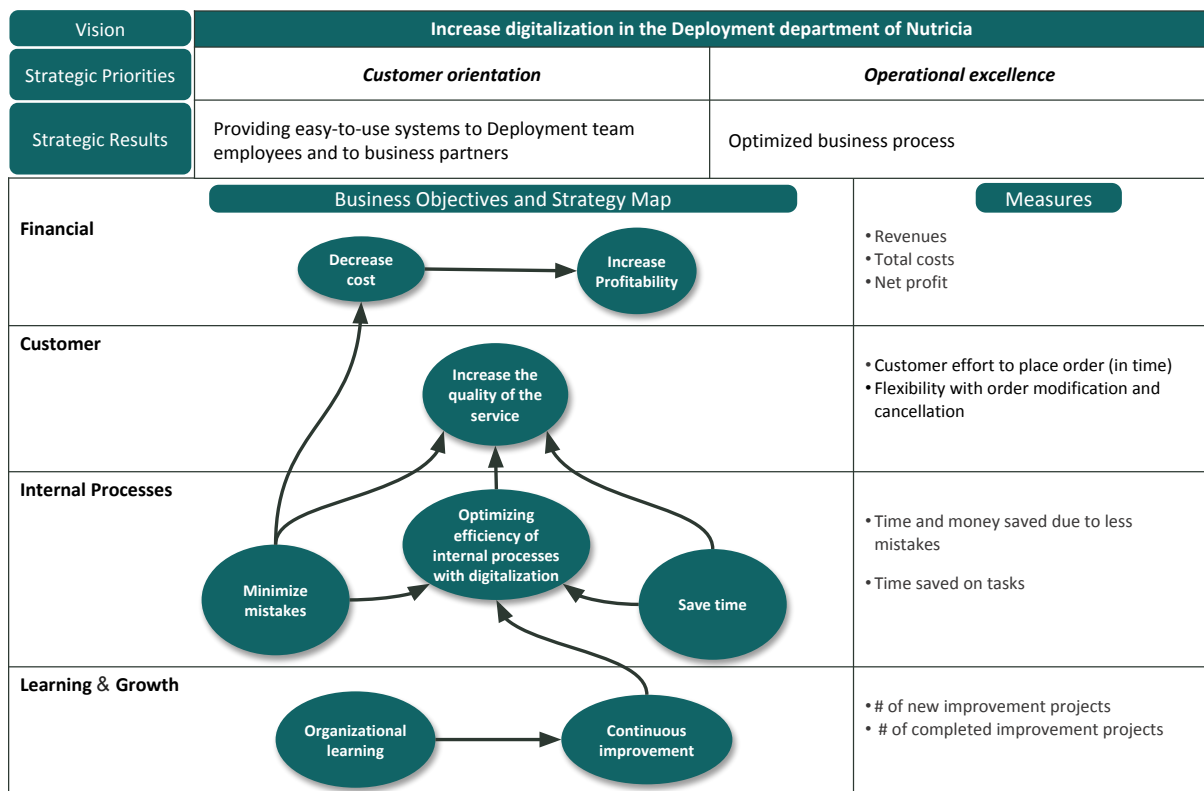 Vision
Increase digitalization in the Deployment department of Nutricia
Strategic Priorities
Customer orientation
Operational excellence
Strategic Results
Providing easy-to-use systems to Deployment team
employees and to business partners
Optimized business process
Business Objectives and Strategy Map
Measures
Financial
Decrease
cost
Increase
Profitability
• Revenues
• Total costs
• Net profit
Customer
Increase the
quality of the
service
• Customer effort to place order (in time)
• Flexibility with order modification and
cancellation
Internal Processes
Optimizing
efficiency of
internal processes
with digitalization
Minimize
mistakes
Save time
• Time and money saved due to less
mistakes
• Time saved on tasks
Learning & Growth
Organizational
learning
Continuous
improvement
• # of new improvement projects
• # of completed improvement projects